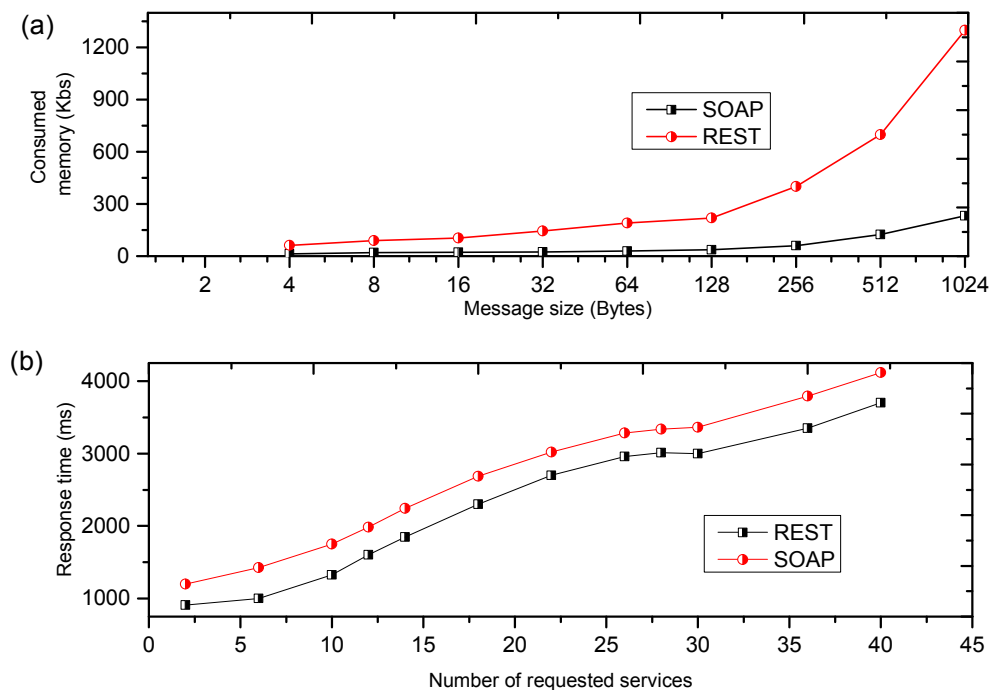 (a)
1200
900
600
300
0
Consumed
memory (Kbs)
SOAP
REST
2 4 8 16 32 64 128 256 512 1024
Message size (Bytes)
(b)
4000
3000
2000
1000
Response time (ms)
REST
SOAP
0 5 10 15 20 25 30 35 40 45
Number of requested services